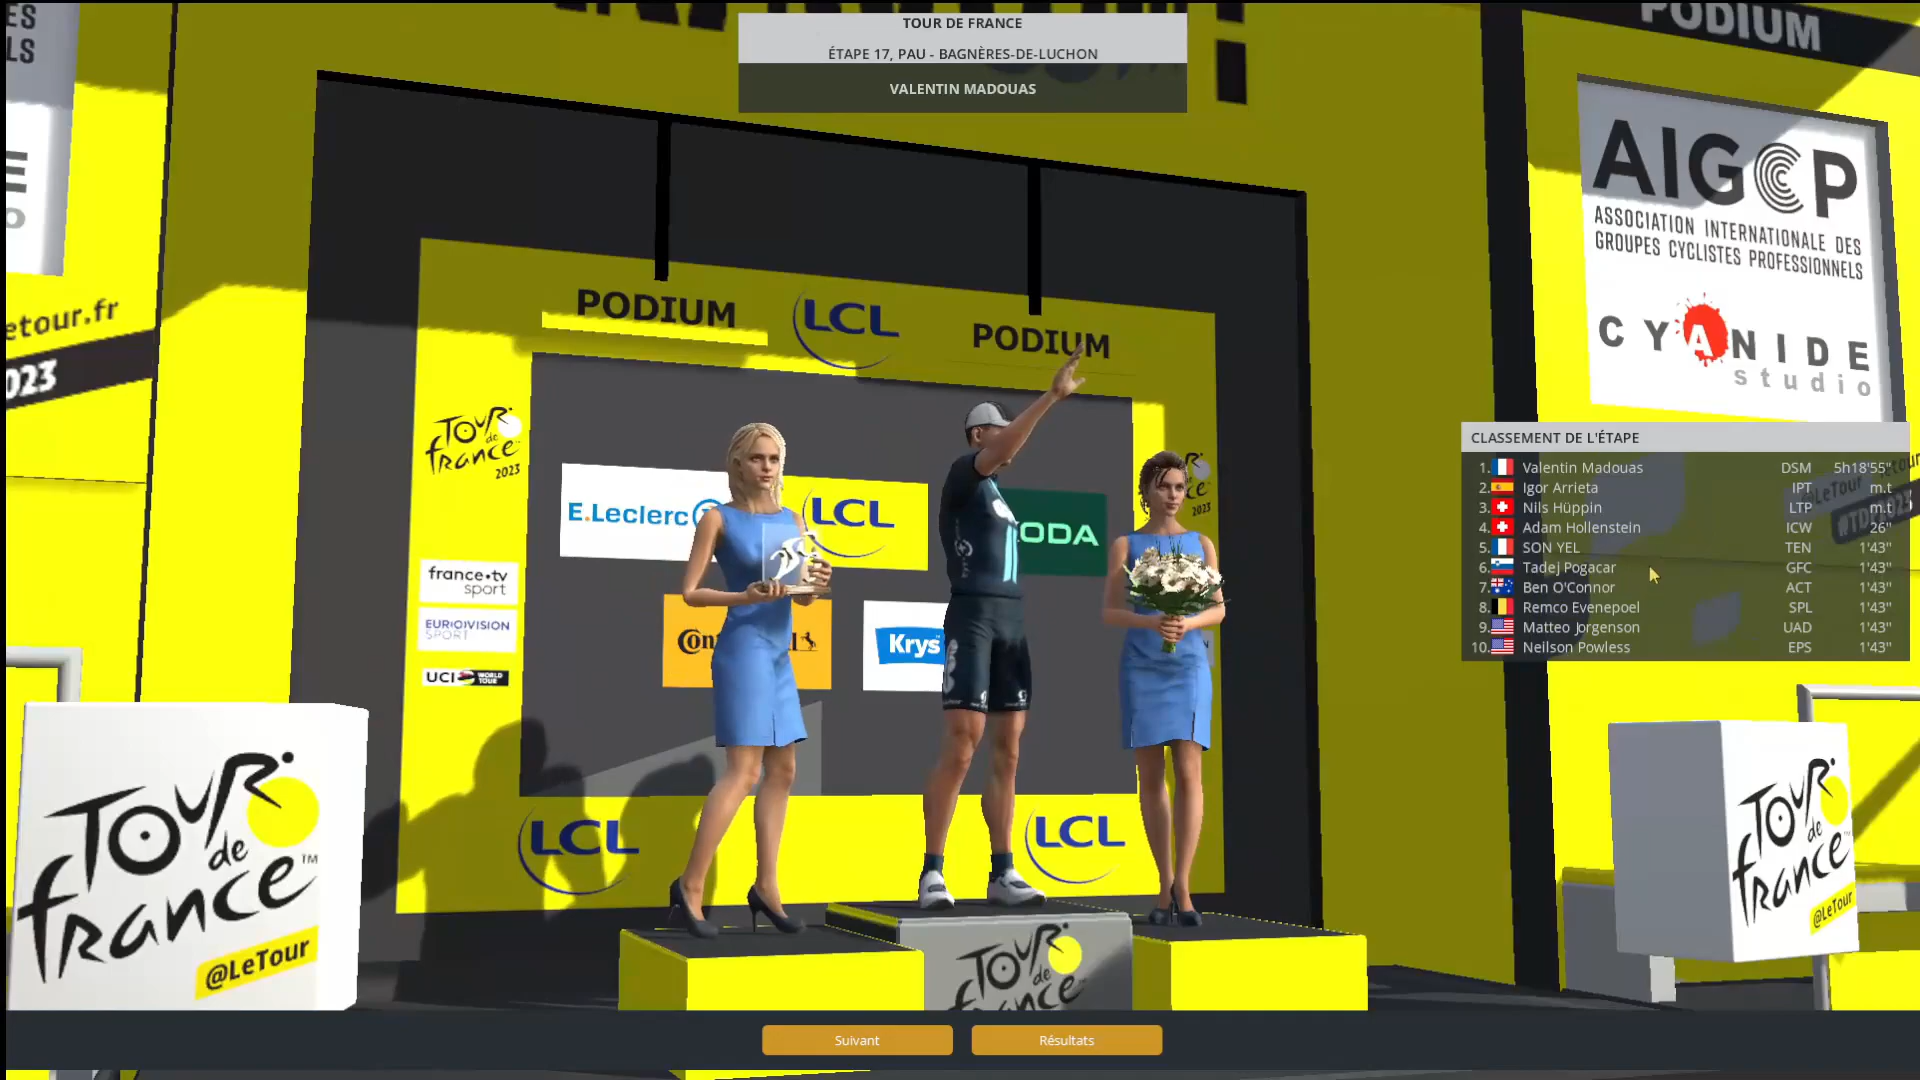 TOUR DE FRANCE
ÉTAPE 17, PAU - BAGNÈRES-DE-LUCHON
VALENTIN MADOUAS
PODIUM
AIGCP
ASSOCIATION INTERNATIONALE DES
GROUPES CYCLISTES PROFESSIONNELS
CYANIDE
studio
etour.fr
2023
PODIUM
LCL
PODIUM
TOUR
de
france
2023
E.Leclerc
LCL
ODA
2023
france•tv
sport
EUROVISION
SPORT
Krys
UCI WORLD
TOUR
CLASSEMENT DE L'ÉTAPE
1. Valentin Madouas DSM 5h18'55"
2. Igor Arrieta IPT m.t
3. Nils Hüppin LTP m.t
4. Adam Hollenstein ICW 26"
5. SON YEL TEN 1'43"
6. Tadej Pogacar GFC 1'43"
7. Ben O'Connor ACT 1'43"
8. Remco Evenepoel SPL 1'43"
9. Matteo Jorgenson UAD 1'43"
10. Neilson Powless EPS 1'43"
LCL
LCL
TOUR
de
france™
@LeTour
TOUR
de
france
TOUR
de
france
@LeTour
Suivant
Résultats